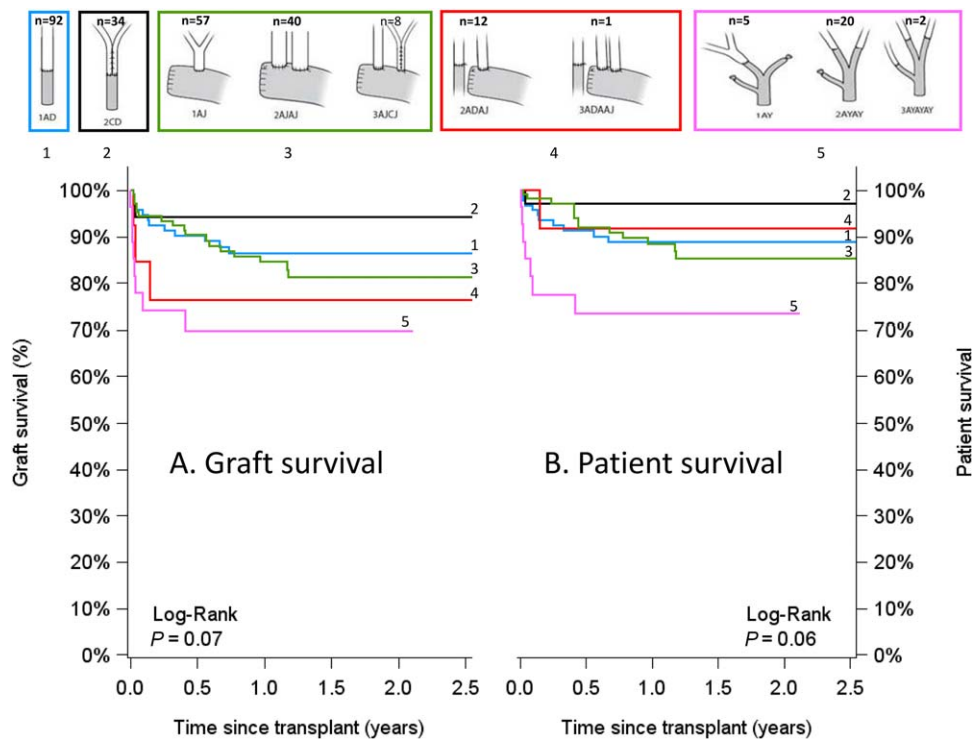 n=92 n=34 n=57 n=40 n=8 n=12 n=1 n=5 n=20 n=2
1AD 2CD 1AJ 2AJAJ 3AJCJ 2ADAJ 3ADAAJ 1AY 2AYAY 3AYAYAY
1 2 3 4 5
100%
90%
80%
70%
60%
50%
40%
30%
20%
10%
0%
Graft survival (%)
2
1
3
4
5
A. Graft survival
Log-Rank
P = 0.07
0.0 0.5 1.0 1.5 2.0 2.5
Time since transplant (years)
2
4
1
3
5
B. Patient survival
Log-Rank
P = 0.06
0.0 0.5 1.0 1.5 2.0 2.5
Time since transplant (years)
100%
90%
80%
70%
60%
50%
40%
30%
20%
10%
0%
Patient survival